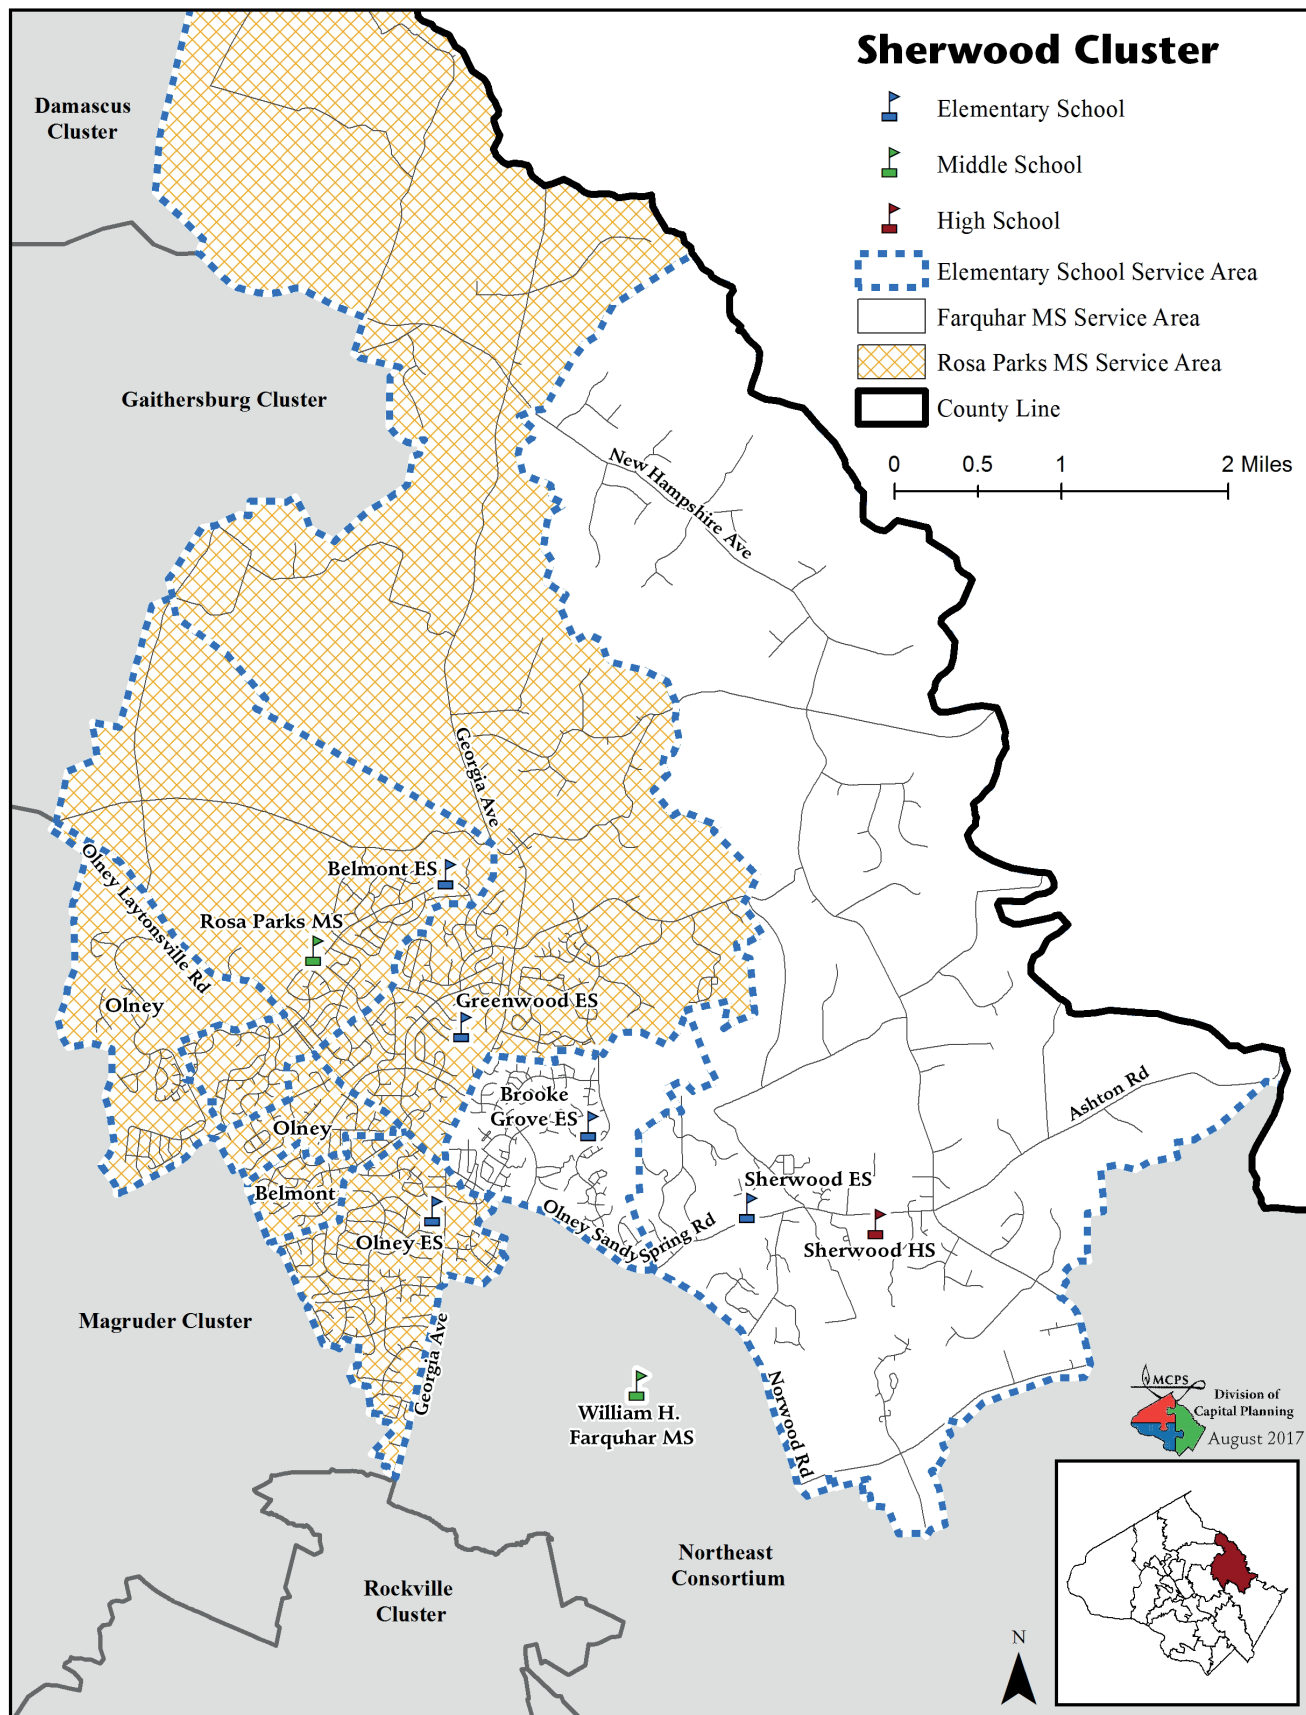 Sherwood Cluster
Elementary School
Middle School
High School
Elementary School Service Area
Farquhar MS Service Area
Rosa Parks MS Service Area
County Line
0 0.5 1 2 Miles
Damascus
Cluster
Gaithersburg Cluster
New Hampshire Ave
Georgia Ave
Belmont ES
Olney Laytonsville Rd
Rosa Parks MS
Olney
Greenwood ES
Brooke
Grove ES
Ashton Rd
Olney
Belmont
Sherwood ES
Olney ES
Olney Sandy Spring Rd
Sherwood HS
Magruder Cluster
Georgia Ave
Norwood Rd
William H.
Farquhar MS
MCPS
Division of
Capital Planning
August 2017
Northeast
Consortium
Rockville
Cluster
N